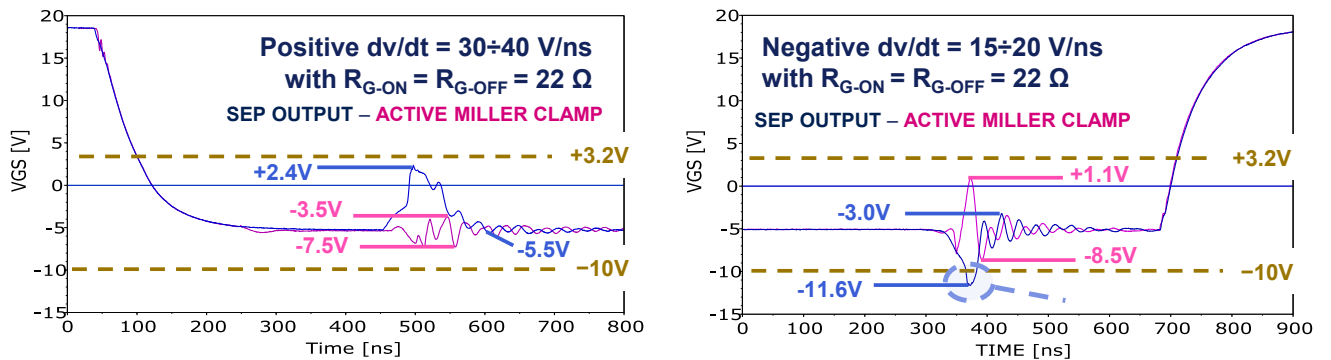 20
15
10
5
0
-5
-10
-15
VGS [V]
Positive dv/dt = 30÷40 V/ns
with RG-ON = RG-OFF = 22 Ω
SEP OUTPUT – ACTIVE MILLER CLAMP
+3.2V
+2.4V
-3.5V
-7.5V
-5.5V
−10V
0 100 200 300 400 500 600 700 800
Time [ns]
20
15
10
5
0
-5
-10
-15
VGS [V]
Negative dv/dt = 15÷20 V/ns
with RG-ON = RG-OFF = 22 Ω
SEP OUTPUT – ACTIVE MILLER CLAMP
+3.2V
+1.1V
-3.0V
-8.5V
−10V
-11.6V
0 100 200 300 400 500 600 700 800 900
TIME [ns]